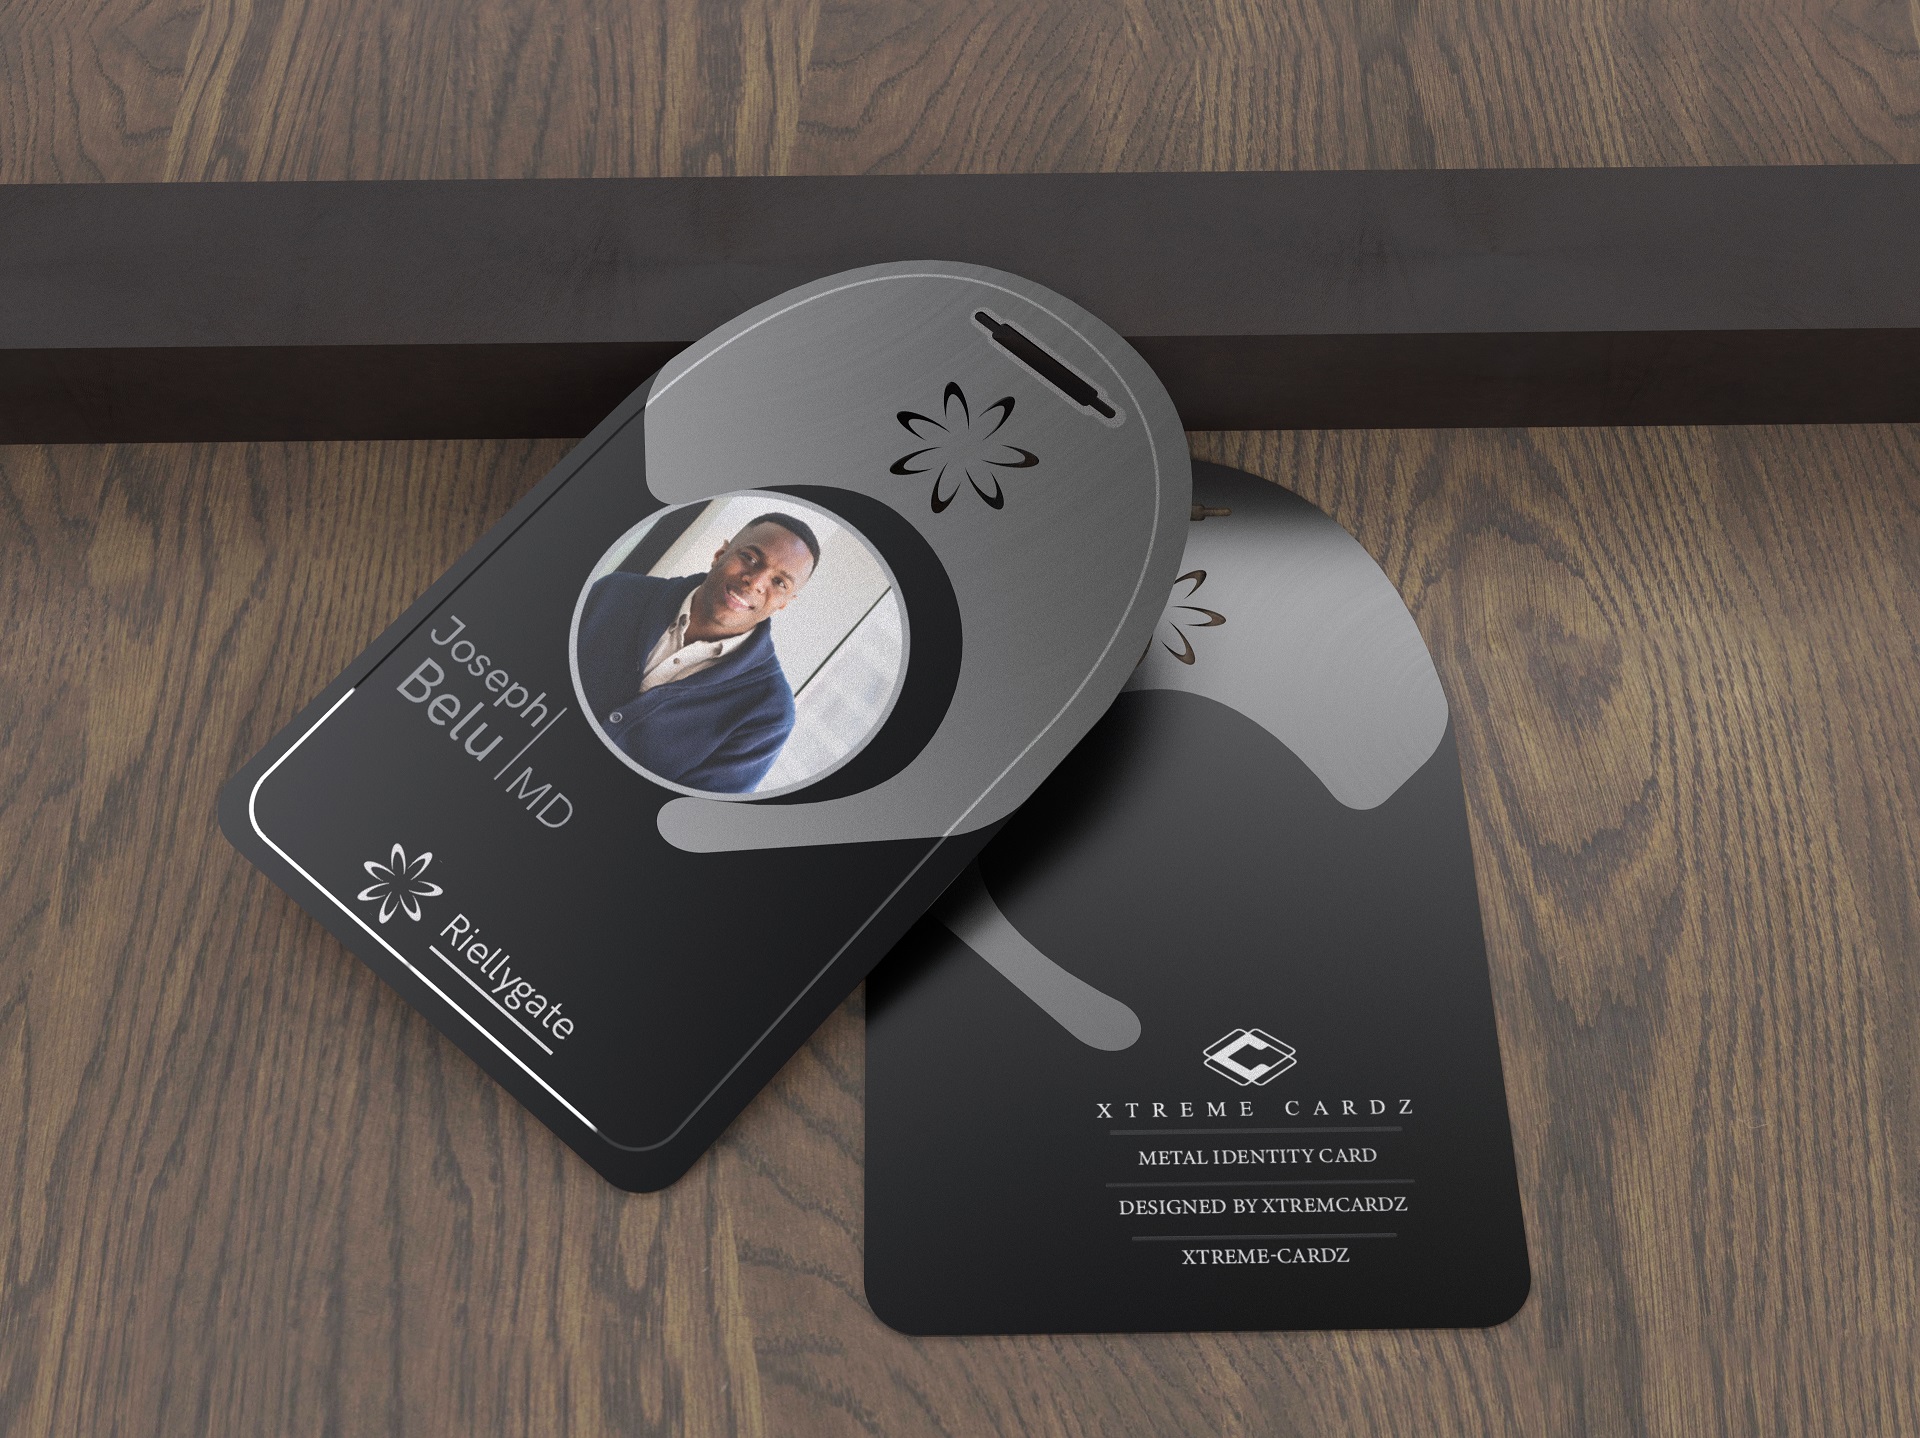 Joseph
Belu
MD
Riellygate
XTREME CARDZ
METAL IDENTITY CARD
DESIGNED BY XTREMCARDZ
XTREME-CARDZ